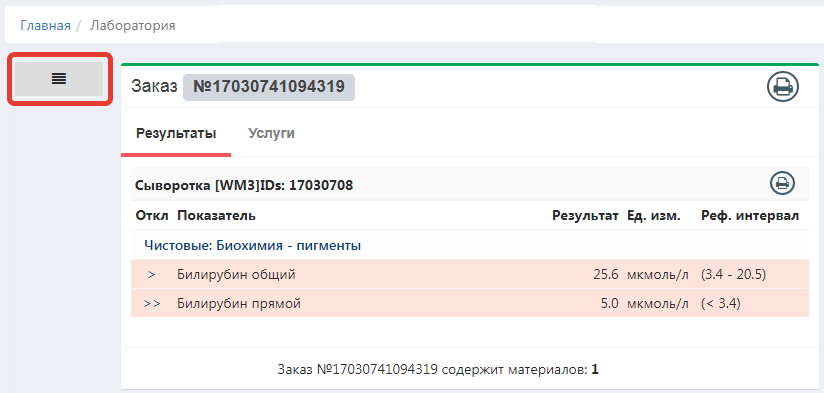 Главная / Лаборатория
Заказ №17030741094319
Результаты Услуги
Сыворотка [WM3]IDs: 17030708
Откл Показатель Результат Ед. изм. Реф. интервал
Чистовые: Биохимия - пигменты
> Билирубин общий 25.6 мкмоль/л (3.4 - 20.5)
>> Билирубин прямой 5.0 мкмоль/л (< 3.4)
Заказ №17030741094319 содержит материалов: 1